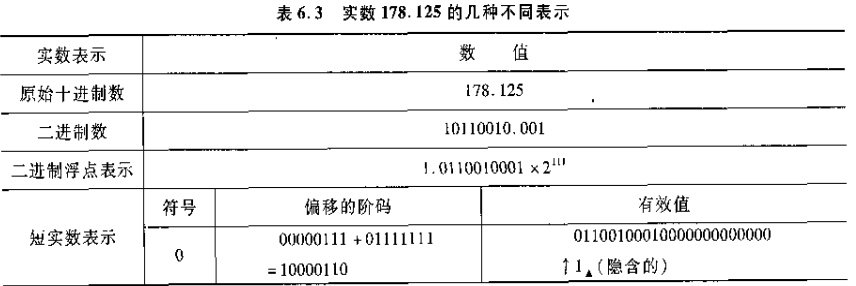 表 6.3 实数 178.125 的几种不同表示
实数表示 数 值
原始十进制数 178.125
二进制数 10110010.001
二进制浮点表示 1.0110010001 × 2¹¹¹
短实数表示 符号 偏移的阶码 有效值
0 00000111 + 01111111 01100100010000000000000
= 10000110 ↑1▲(隐含的)